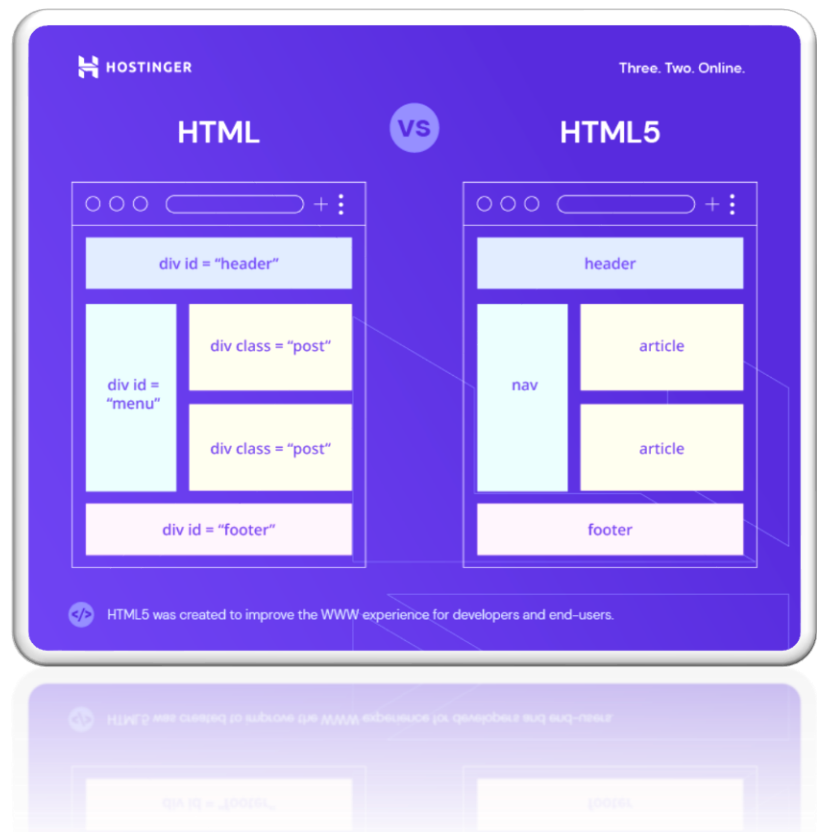 HOSTINGER
Three. Two. Online.
HTML
VS
HTML5
div id = “header”
div id =
“menu”
div class = “post”
div class = “post”
div id = “footer”
header
nav
article
article
footer
</> HTML5 was created to improve the WWW experience for developers and end-users.